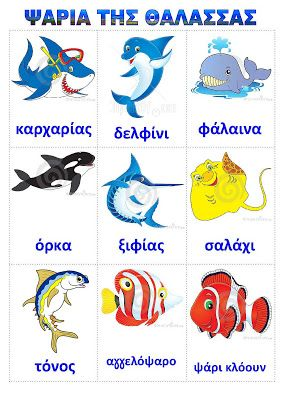 ΨΑΡΙΑ ΤΗΣ ΘΑΛΑΣΣΑΣ
καρχαρίας
δελφίνι
φάλαινα
όρκα
ξιφίας
σαλάχι
τόνος
αγγελόψαρο
ψάρι κλόουν